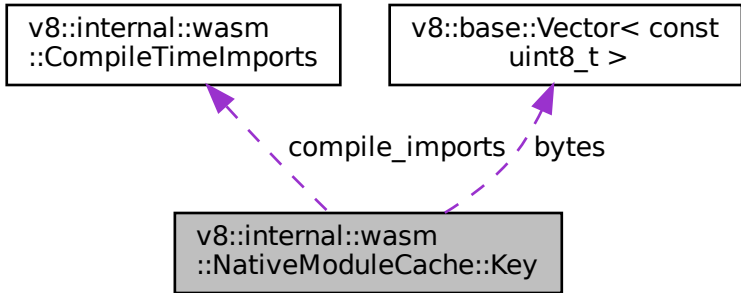 v8::internal::wasm
::CompileTimeImports
v8::base::Vector< const
uint8_t >
compile_imports
bytes
v8::internal::wasm
::NativeModuleCache::Key